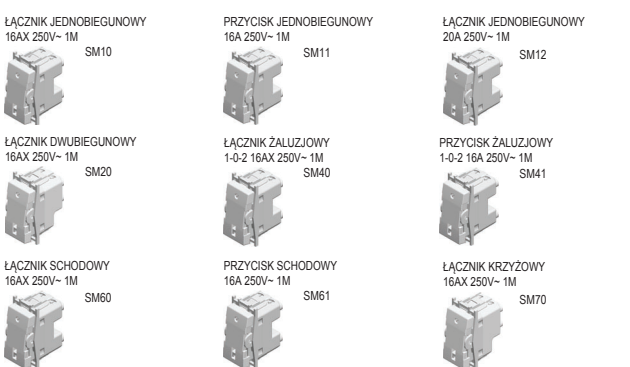 ŁĄCZNIK JEDNOBIEGUNOWY
16AX 250V~ 1M
SM10
PRZYCISK JEDNOBIEGUNOWY
16A 250V~ 1M
SM11
ŁĄCZNIK JEDNOBIEGUNOWY
20A 250V~ 1M
SM12
ŁĄCZNIK DWUBIEGUNOWY
16AX 250V~ 1M
SM20
ŁĄCZNIK ŻALUZJOWY
1-0-2 16AX 250V~ 1M
SM40
PRZYCISK ŻALUZJOWY
1-0-2 16A 250V~ 1M
SM41
ŁĄCZNIK SCHODOWY
16AX 250V~ 1M
SM60
PRZYCISK SCHODOWY
16A 250V~ 1M
SM61
ŁĄCZNIK KRZYŻOWY
16AX 250V~ 1M
SM70